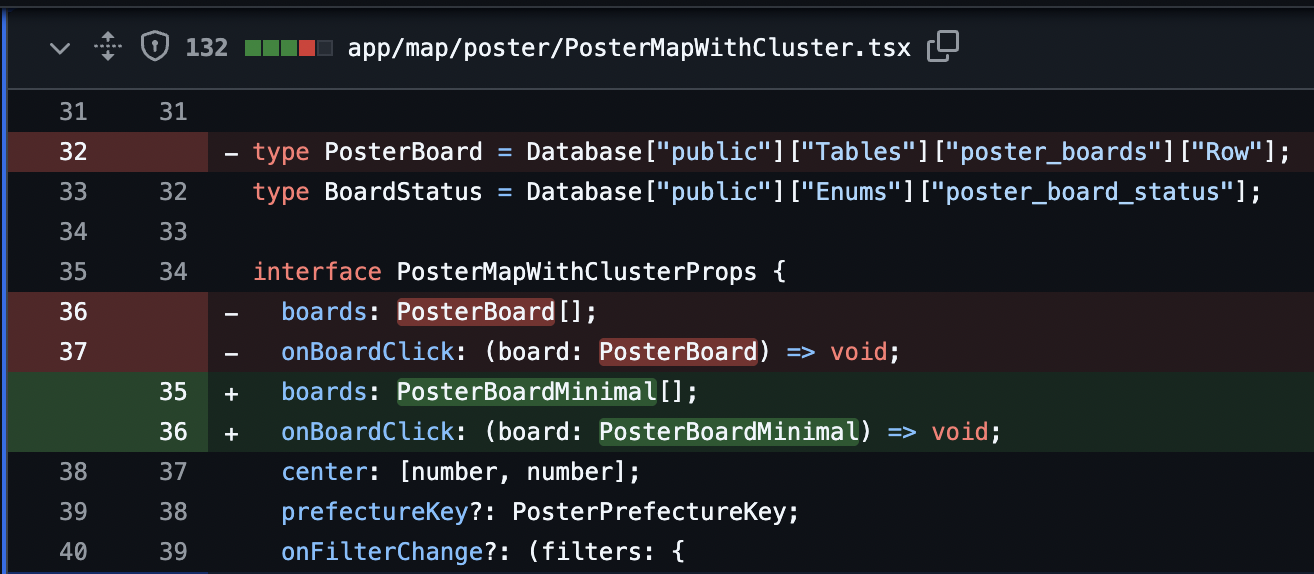 132 app/map/poster/PosterMapWithCluster.tsx
31 31
32 - type PosterBoard = Database["public"]["Tables"]["poster_boards"]["Row"];
33 32 type BoardStatus = Database["public"]["Enums"]["poster_board_status"];
34 33
35 34 interface PosterMapWithClusterProps {
36 - boards: PosterBoard[];
37 - onBoardClick: (board: PosterBoard) => void;
35 + boards: PosterBoardMinimal[];
36 + onBoardClick: (board: PosterBoardMinimal) => void;
38 37 center: [number, number];
39 38 prefectureKey?: PosterPrefectureKey;
40 39 onFilterChange?: (filters: {